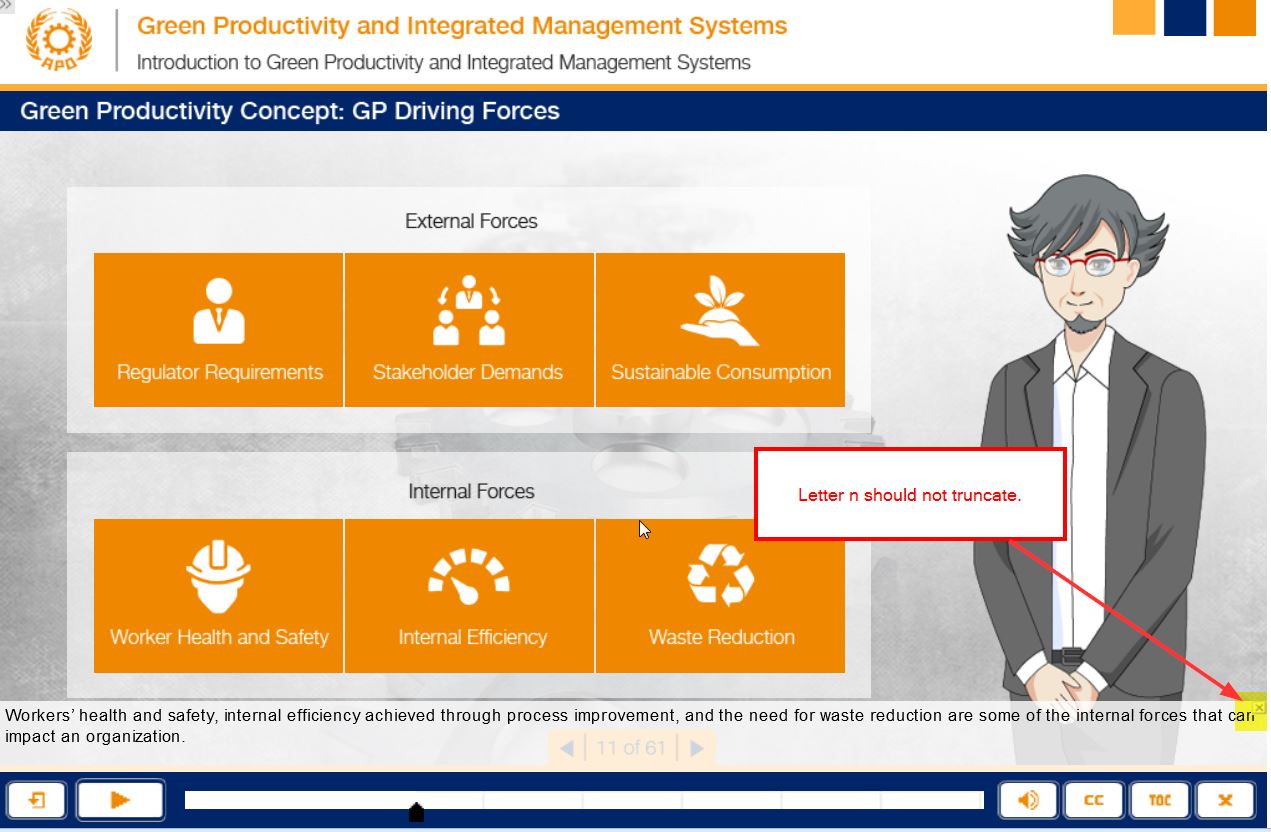 Green Productivity and Integrated Management Systems
APO
Introduction to Green Productivity and Integrated Management Systems
Green Productivity Concept: GP Driving Forces
External Forces
Regulator Requirements
Stakeholder Demands
Sustainable Consumption
Internal Forces
Letter n should not truncate.
Worker Health and Safety
Internal Efficiency
Waste Reduction
Workers’ health and safety, internal efficiency achieved through process improvement, and the need for waste reduction are some of the internal forces that can
impact an organization.
11 of 61
CC
TOC